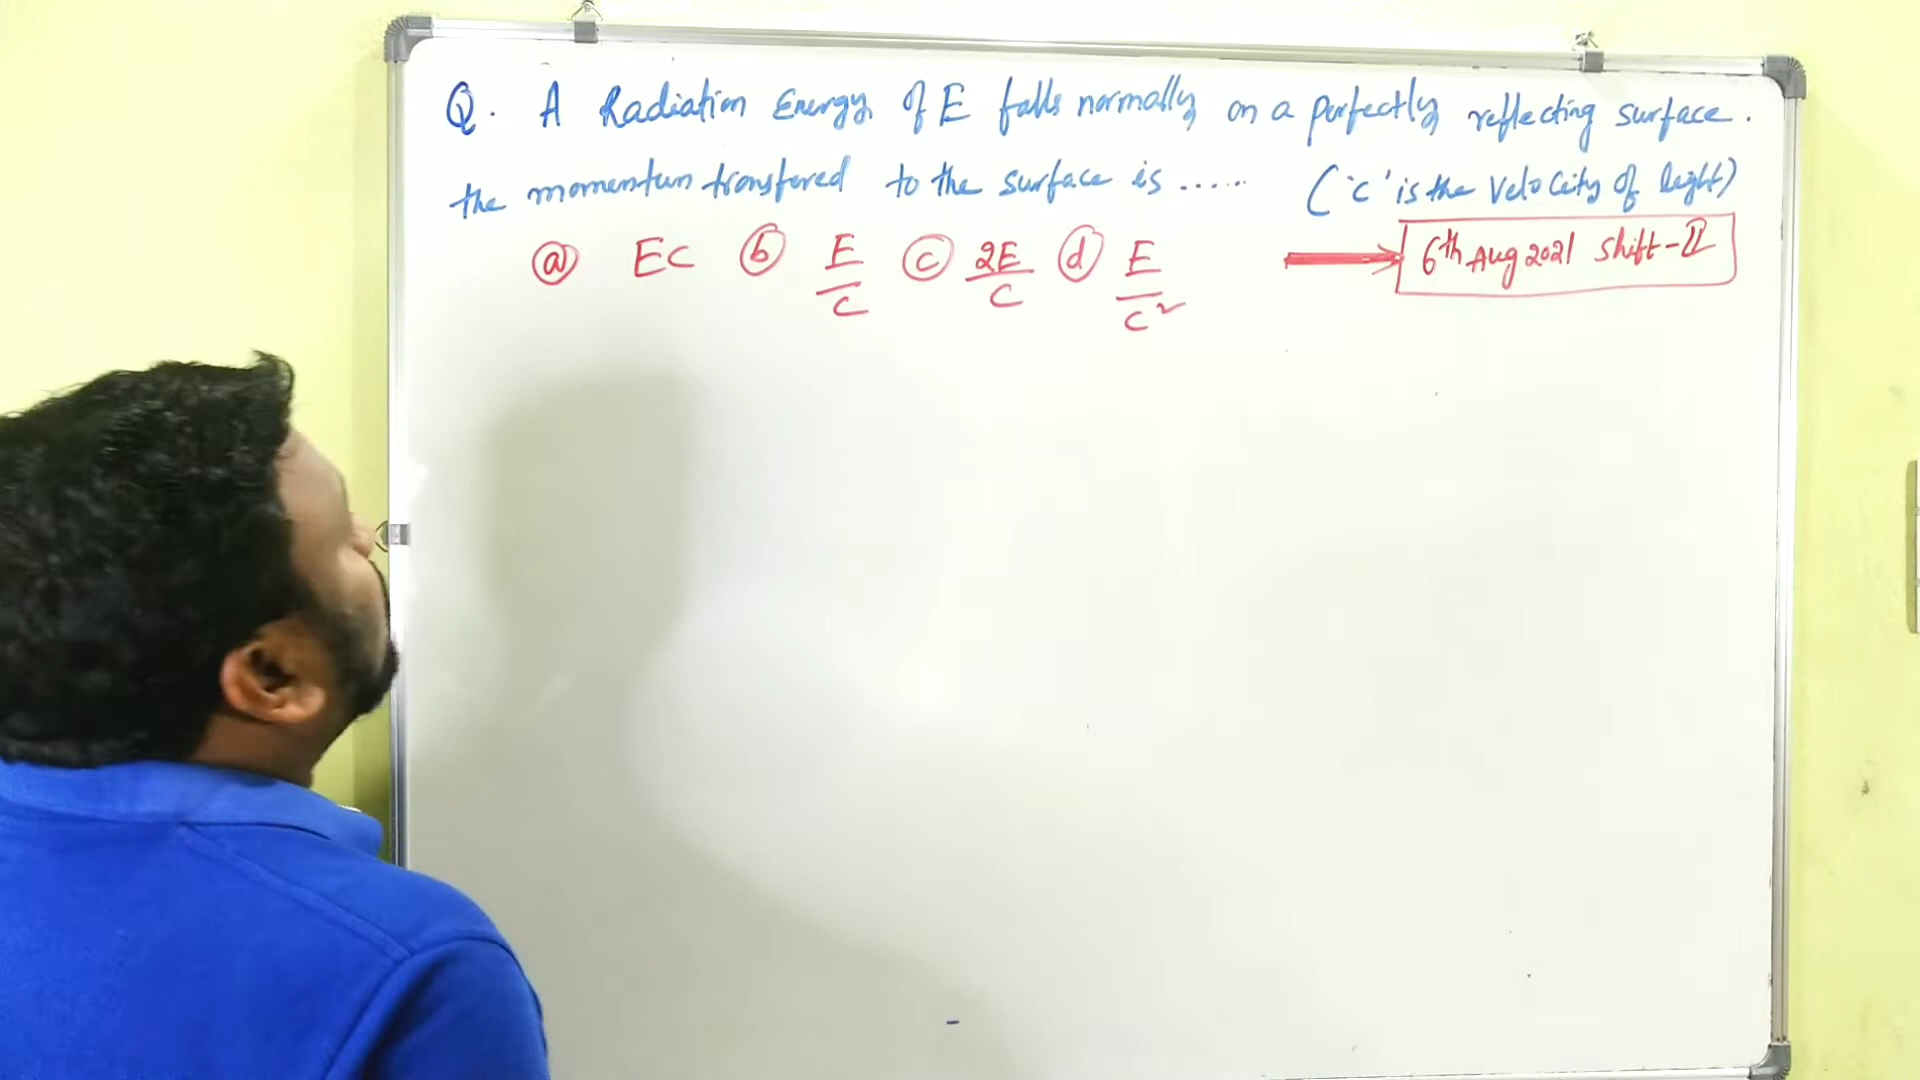 Q. A Radiation Energy of E falls normally on a perfectly reflecting surface.
the momentum transfered to the surface is ...... ('c' is the velocity of light)
ⓐ EC ⓑ E/C ⓒ 2E/C ⓓ E/C² → 6th Aug 2021 Shift-II